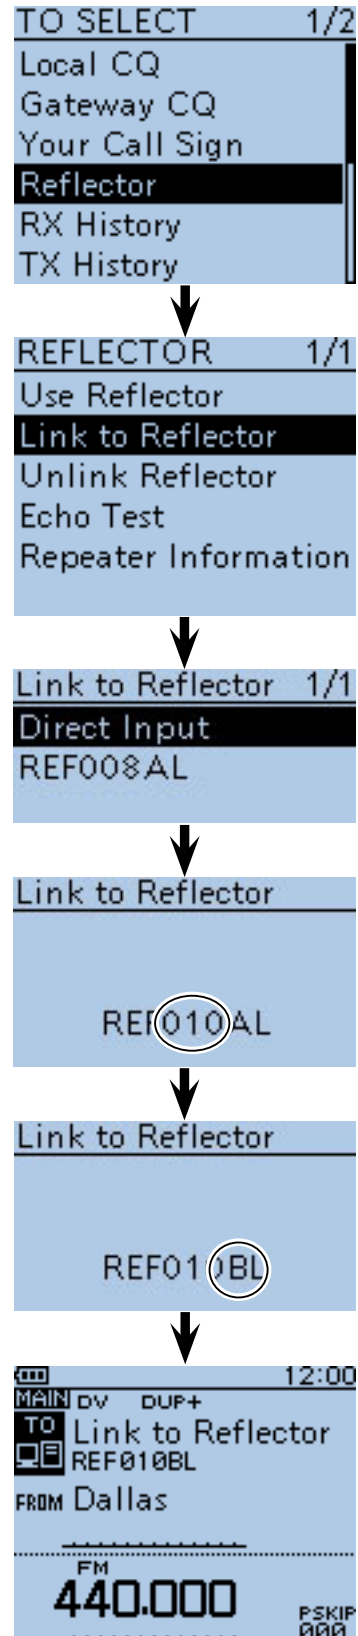 TO SELECT 1/2
Local CQ
Gateway CQ
Your Call Sign
Reflector
RX History
TX History
REFLECTOR 1/1
Use Reflector
Link to Reflector
Unlink Reflector
Echo Test
Repeater Information
Link to Reflector 1/1
Direct Input
REF008AL
Link to Reflector
REF010AL
Link to Reflector
REF010BL
12:00
MAIN DV DUP+
TO Link to Reflector
REF010BL
FROM Dallas
FM
440.000 PSKIP
000